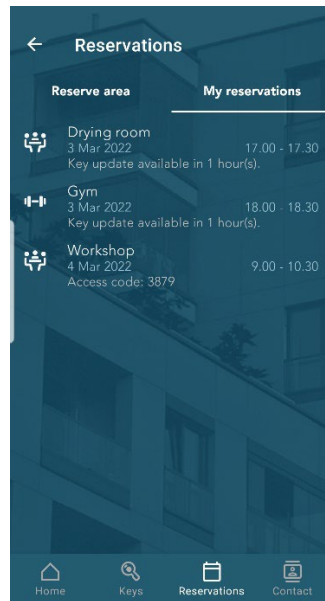 Reservations
Reserve area
My reservations
Drying room
3 Mar 2022
17.00 - 17.30
Key update available in 1 hour(s).
Gym
3 Mar 2022
18.00 - 18.30
Key update available in 1 hour(s).
Workshop
4 Mar 2022
9.00 - 10.30
Access code: 3879
Home
Keys
Reservations
Contact